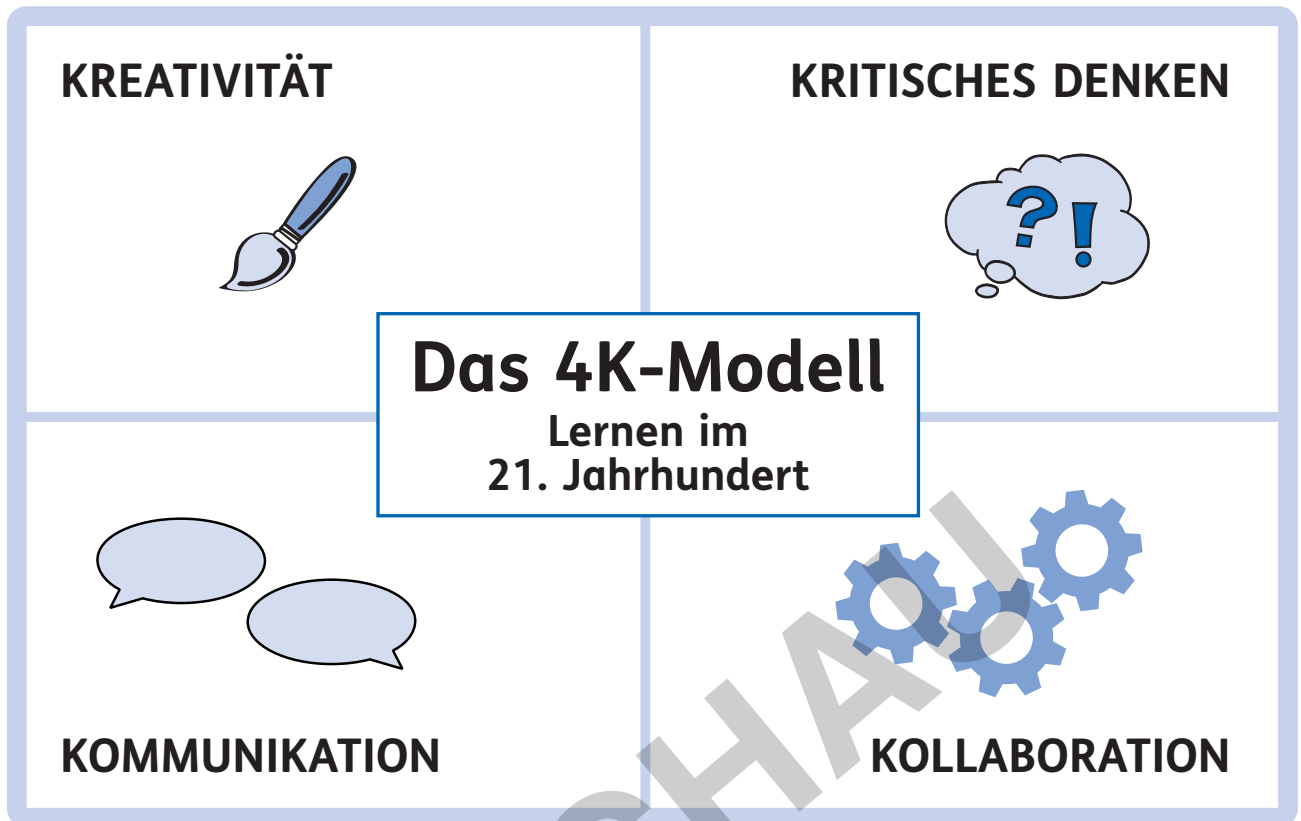 KREATIVITÄT
KRITISCHES DENKEN
?!
Das 4K-Modell
Lernen im
21. Jahrhundert
KOMMUNIKATION
KOLLABORATION